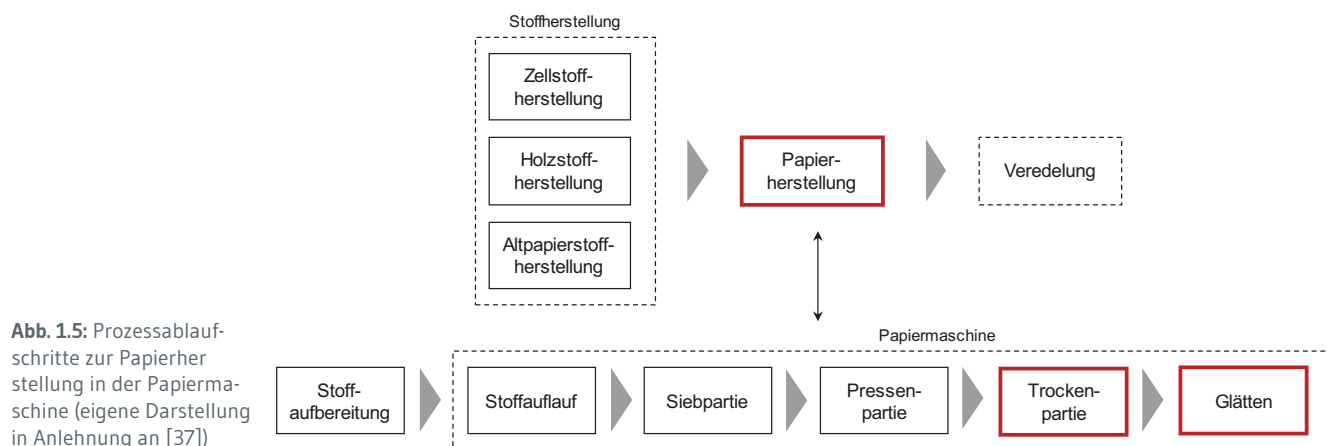 Stoffherstellung
Zellstoff-
herstellung
Holzstoff-
herstellung
Papier-
herstellung
Veredelung
Altpapierstoff-
herstellung
Abb. 1.5: Prozessablauf-
schritte zur Papierher
stellung in der Papierma-
schine (eigene Darstellung
in Anlehnung an [37])
Papiermaschine
Stoff-
aufbereitung
Stoffauflauf
Siebpartie
Pressen-
partie
Trocken-
partie
Glätten